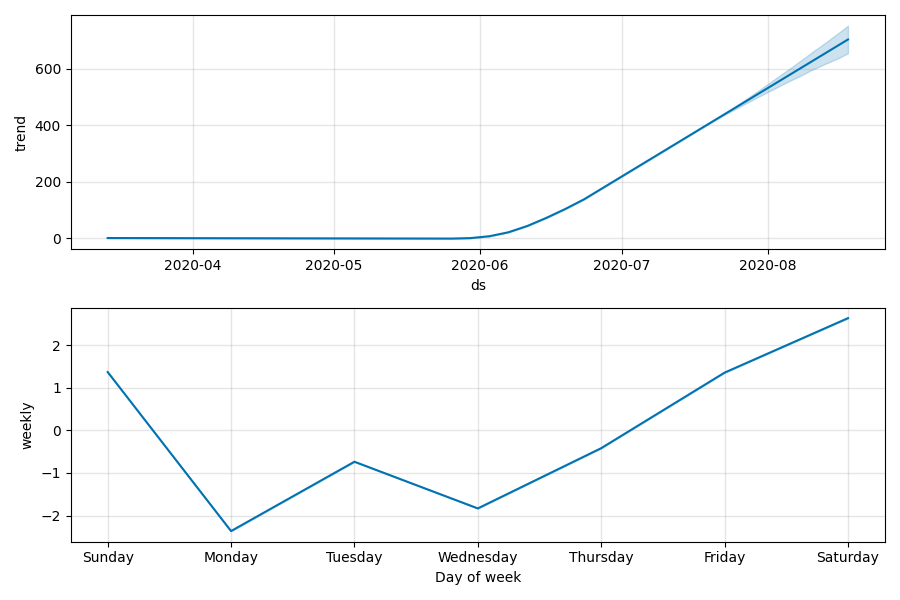 600
400
200
0
trend
2020-04 2020-05 2020-06 2020-07 2020-08
ds
2
1
0
−1
−2
weekly
Sunday Monday Tuesday Wednesday Thursday Friday Saturday
Day of week